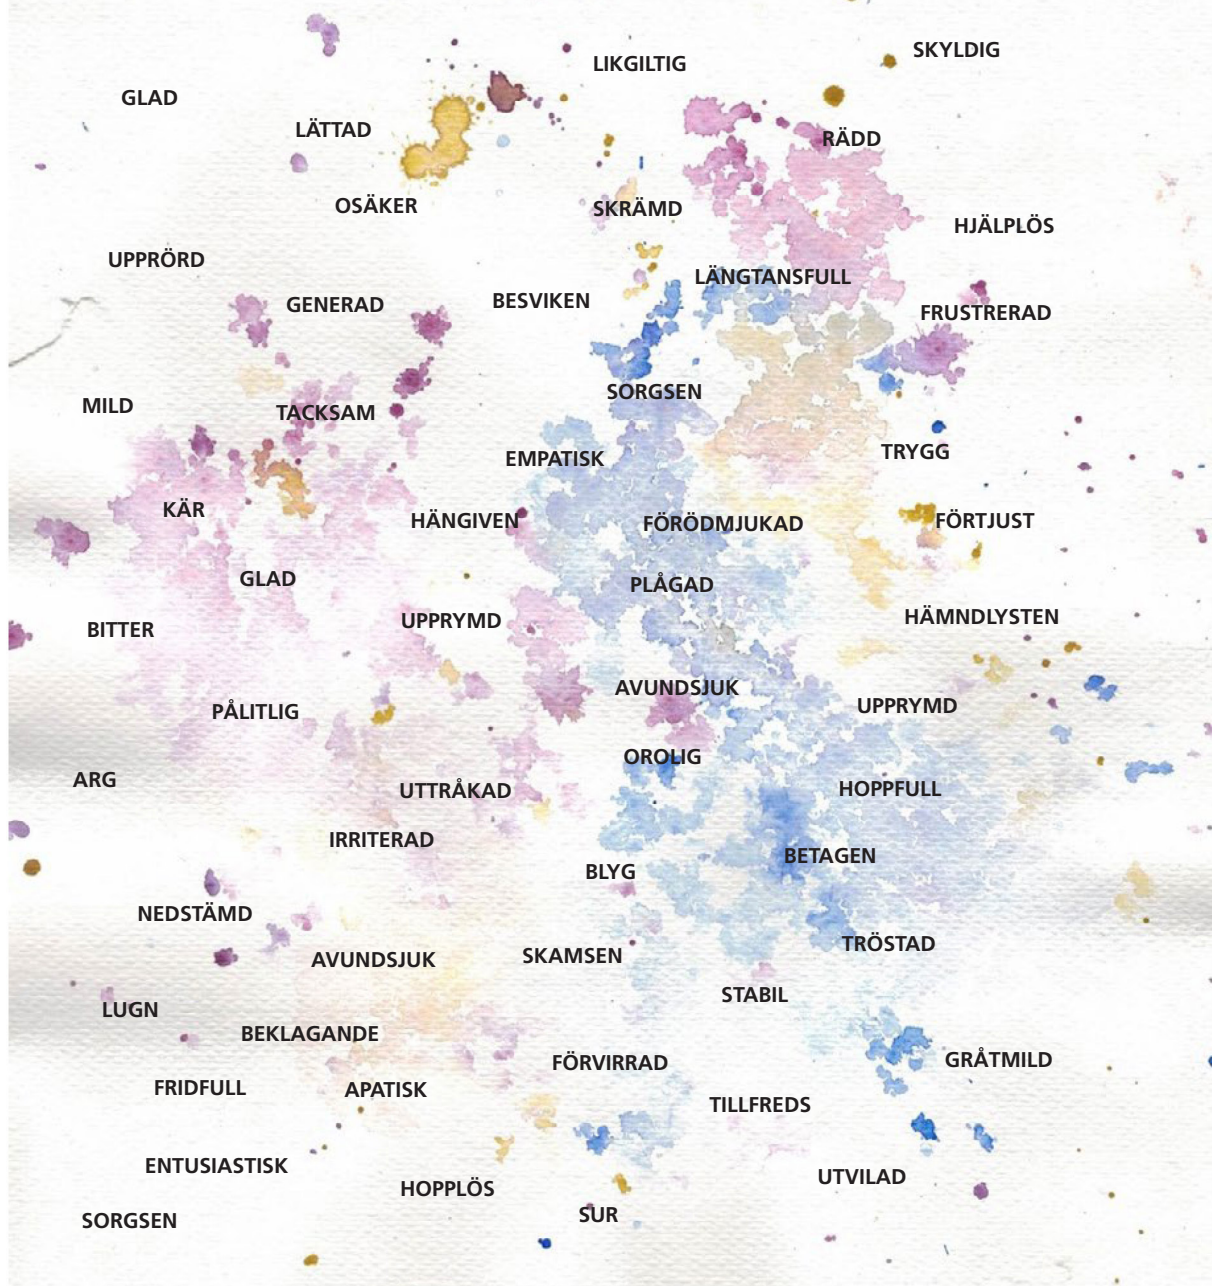 SKYLDIG
LIKGILTIG
GLAD
LÄTTAD
RÄDD
OSÄKER
SKRÄMD
HJÄLPLÖS
UPPRÖRD
LÄNGTANSFULL
BESVIKEN
GENERAD
FRUSTRERAD
SORGSEN
MILD
TACKSAM
TRYGG
EMPATISK
KÄR
HÄNGIVEN
FÖRÖDMJUKAD
FÖRTJUST
GLAD
PLÅGAD
HÄMNDLYSTEN
UPPRYMD
BITTER
AVUNDSJUK
UPPRYMD
PÅLITLIG
OROLIG
ARG
UTTRÅKAD
HOPPFULL
IRRITERAD
BETAGEN
BLYG
NEDSTÄMD
TRÖSTAD
SKAMSEN
AVUNDSJUK
STABIL
LUGN
BEKLAGANDE
GRÅTMILD
FÖRVIRRAD
FRIDFULL
APATISK
TILLFREDS
ENTUSIASTISK
UTVILAD
HOPPLÖS
SUR
SORGSEN